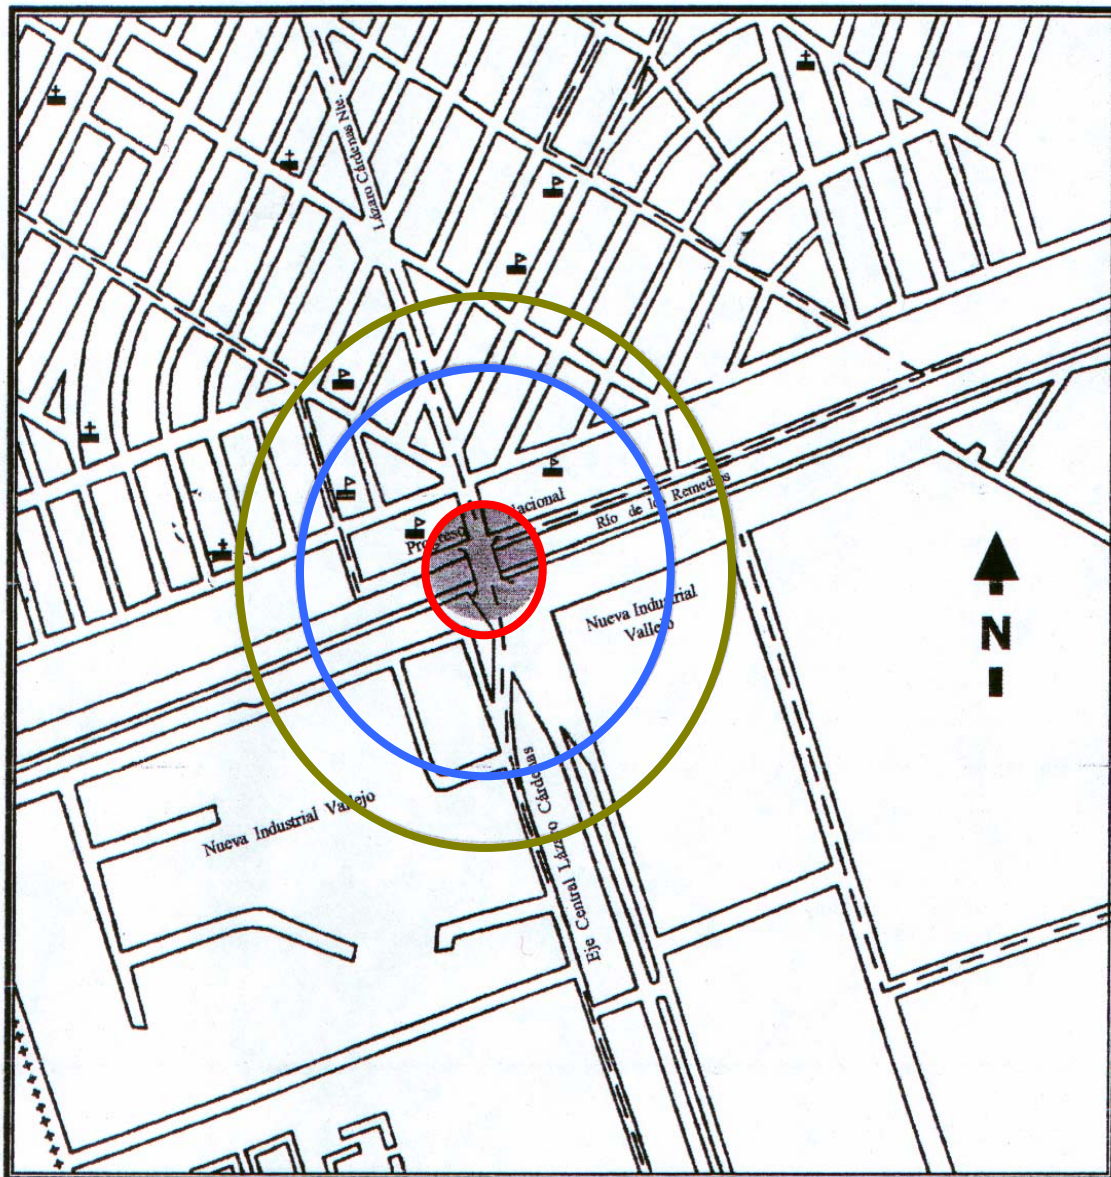 Lázaro Cárdenas Nte.
Progreso Nacional
Río de los Remedios
Nueva Industrial
Vallejo
N
Nueva Industrial Vallejo
Eje Central Lázaro Cárdenas